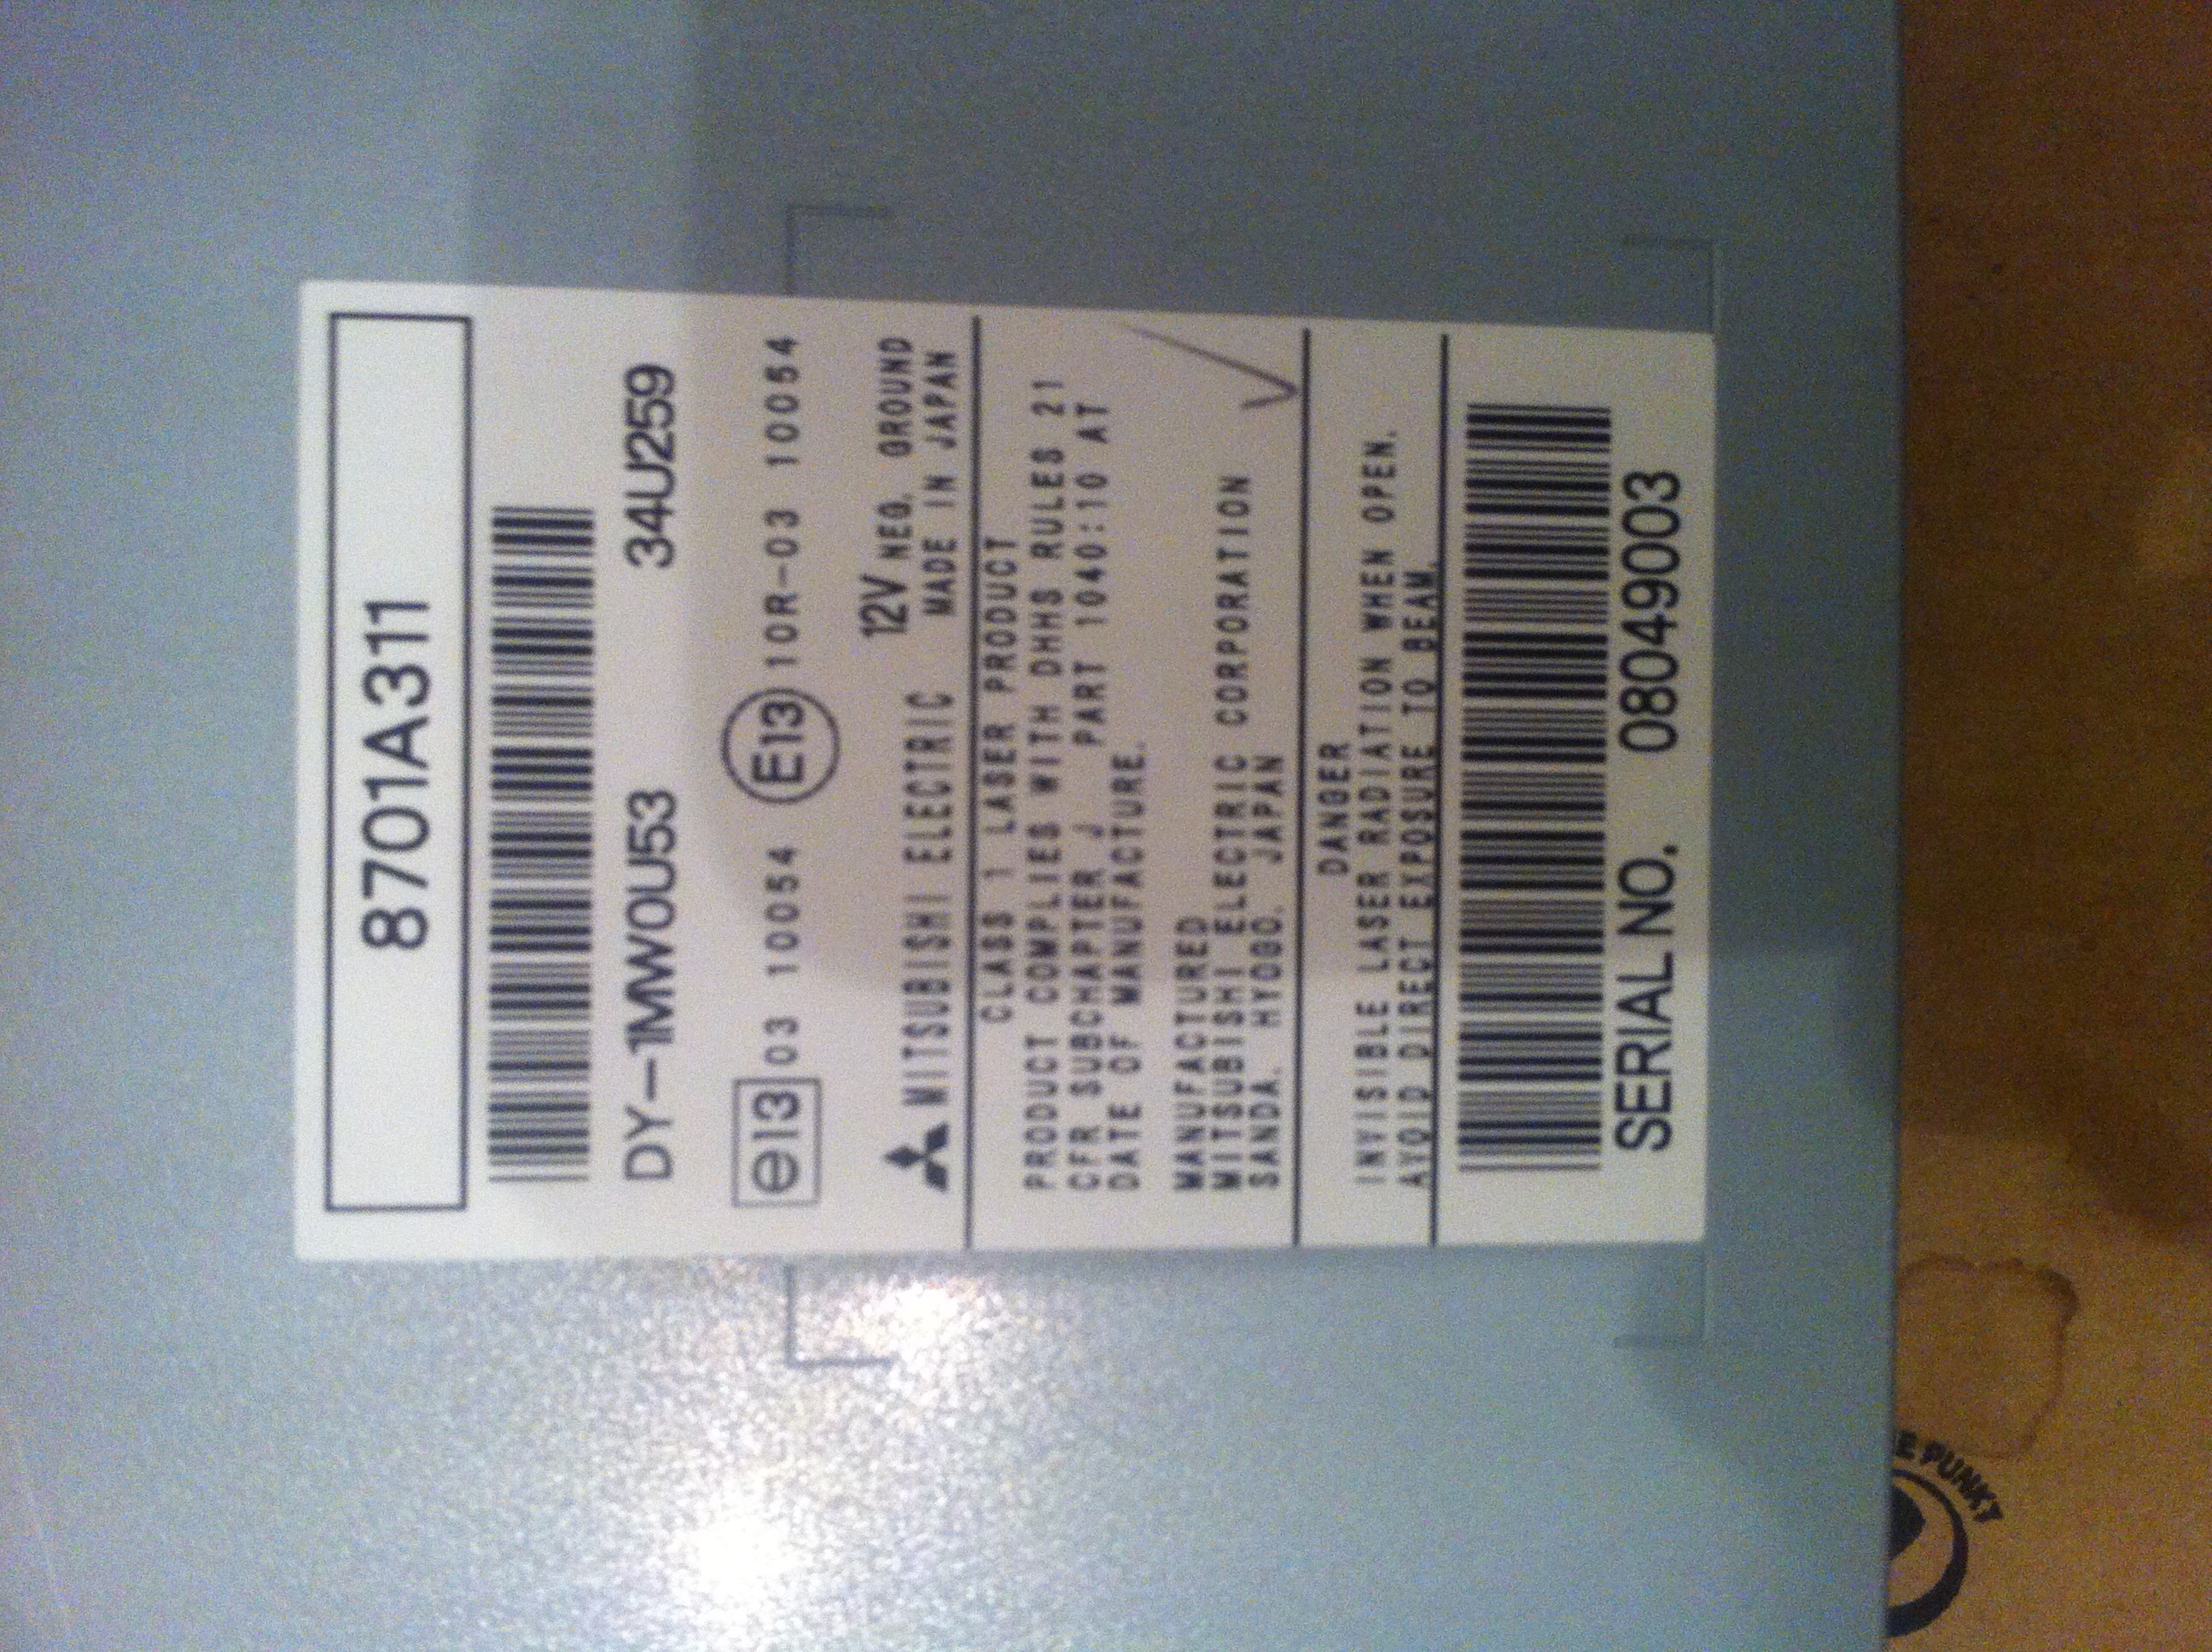 8701A311
DY-1MW0U53 34U259
e13 03 10054 E13 10R-03 10054
MITSUBISHI ELECTRIC 12V NEG. GROUND
MADE IN JAPAN
CLASS 1 LASER PRODUCT
PRODUCT COMPLIES WITH DHHS RULES 21
CFR SUBCHAPTER J PART 1040:10 AT
DATE OF MANUFACTURE.
MANUFACTURED
MITSUBISHI ELECTRIC CORPORATION
SANDA. HYOGO. JAPAN
DANGER
INVISIBLE LASER RADIATION WHEN OPEN.
AVOID DIRECT EXPOSURE TO BEAM.
SERIAL NO. 08049003
PUNKT